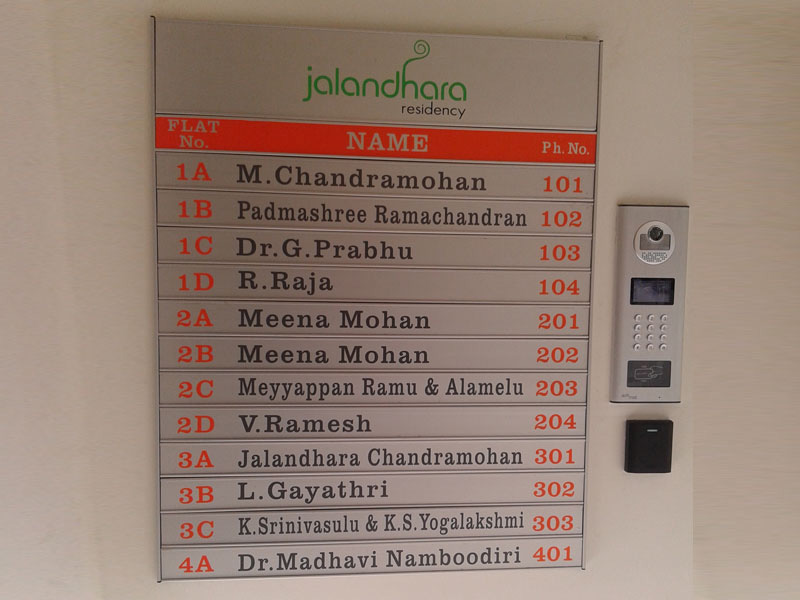 jalandhara
residency
FLAT No. NAME Ph. No.
1A M.Chandramohan 101
1B Padmashree Ramachandran 102
1C Dr.G.Prabhu 103
1D R.Raja 104
2A Meena Mohan 201
2B Meena Mohan 202
2C Meyyappan Ramu & Alamelu 203
2D V.Ramesh 204
3A Jalandhara Chandramohan 301
3B L.Gayathri 302
3C K.Srinivasulu & K.S.Yogalakshmi 303
4A Dr.Madhavi Namboodiri 401